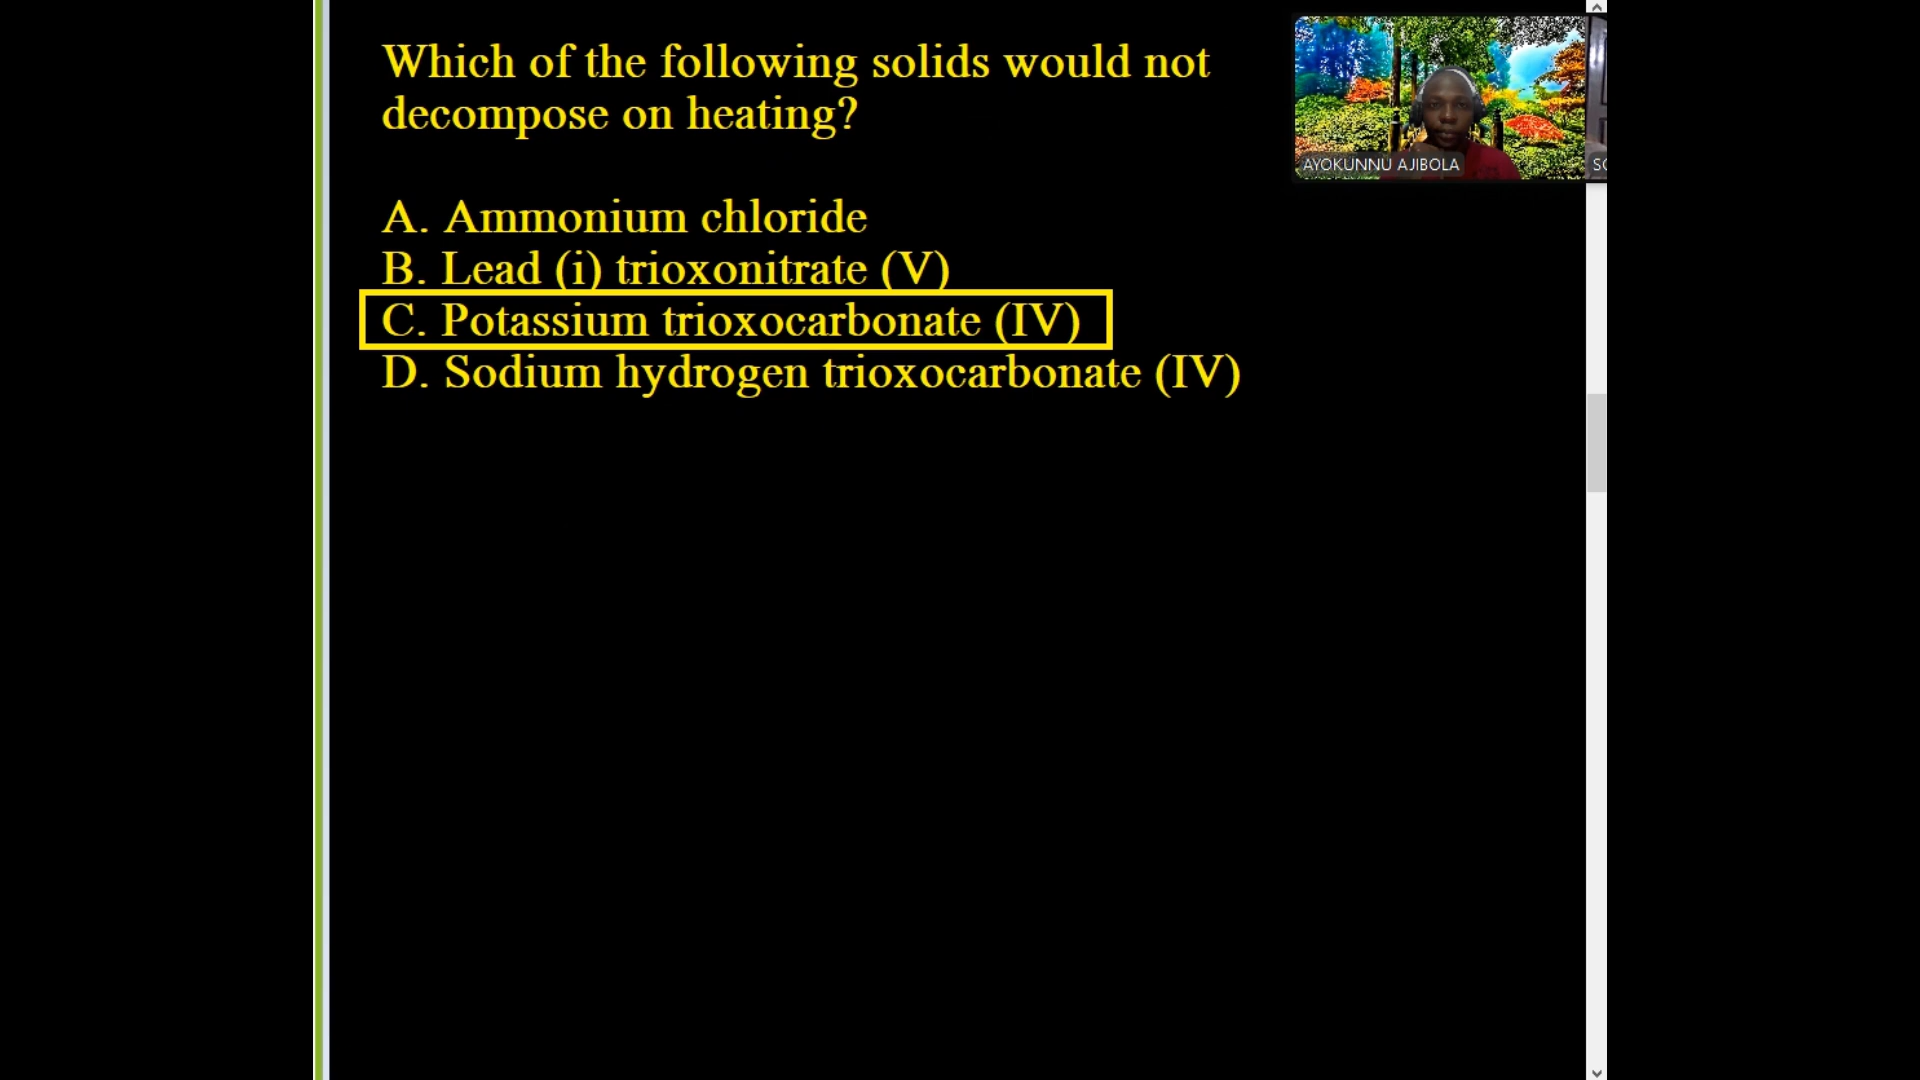 Which of the following solids would not
decompose on heating?
A. Ammonium chloride
B. Lead (i) trioxonitrate (V)
C. Potassium trioxocarbonate (IV)
D. Sodium hydrogen trioxocarbonate (IV)
AYOKUNNU AJIBOLA